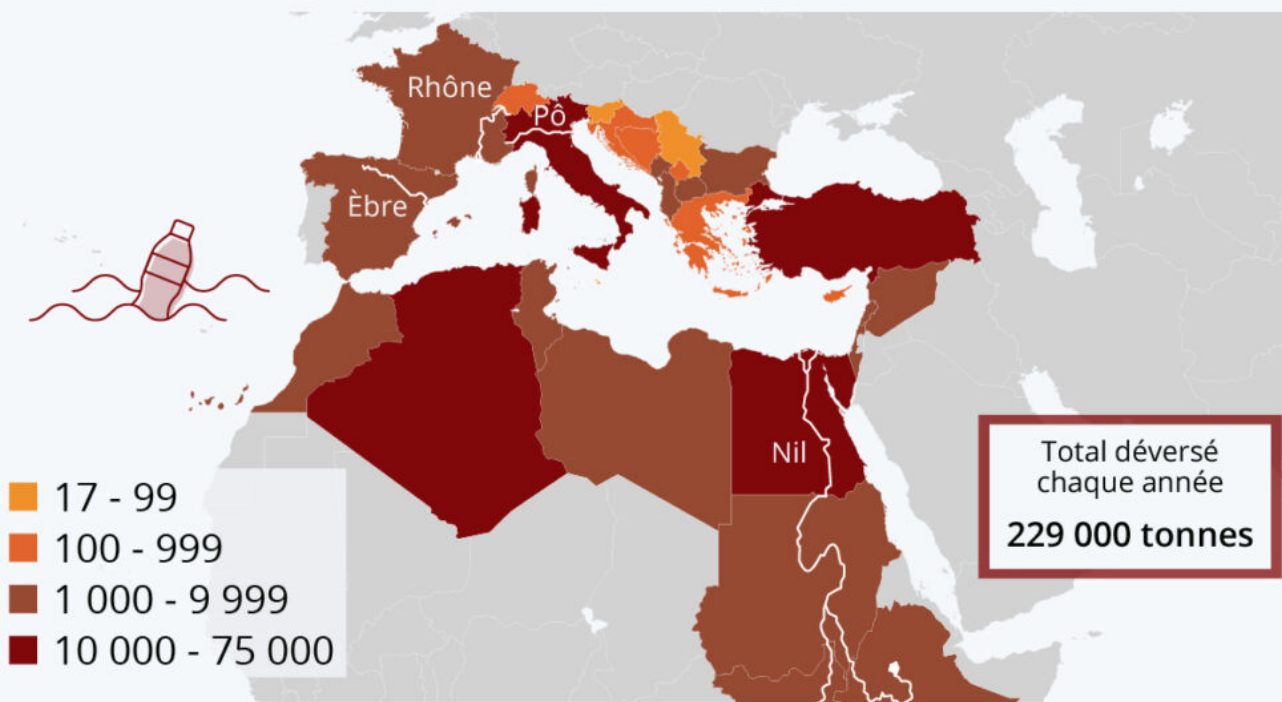 Rhône
Pô
Èbre
Nil
17 - 99
100 - 999
1 000 - 9 999
10 000 - 75 000
Total déversé
chaque année
229 000 tonnes